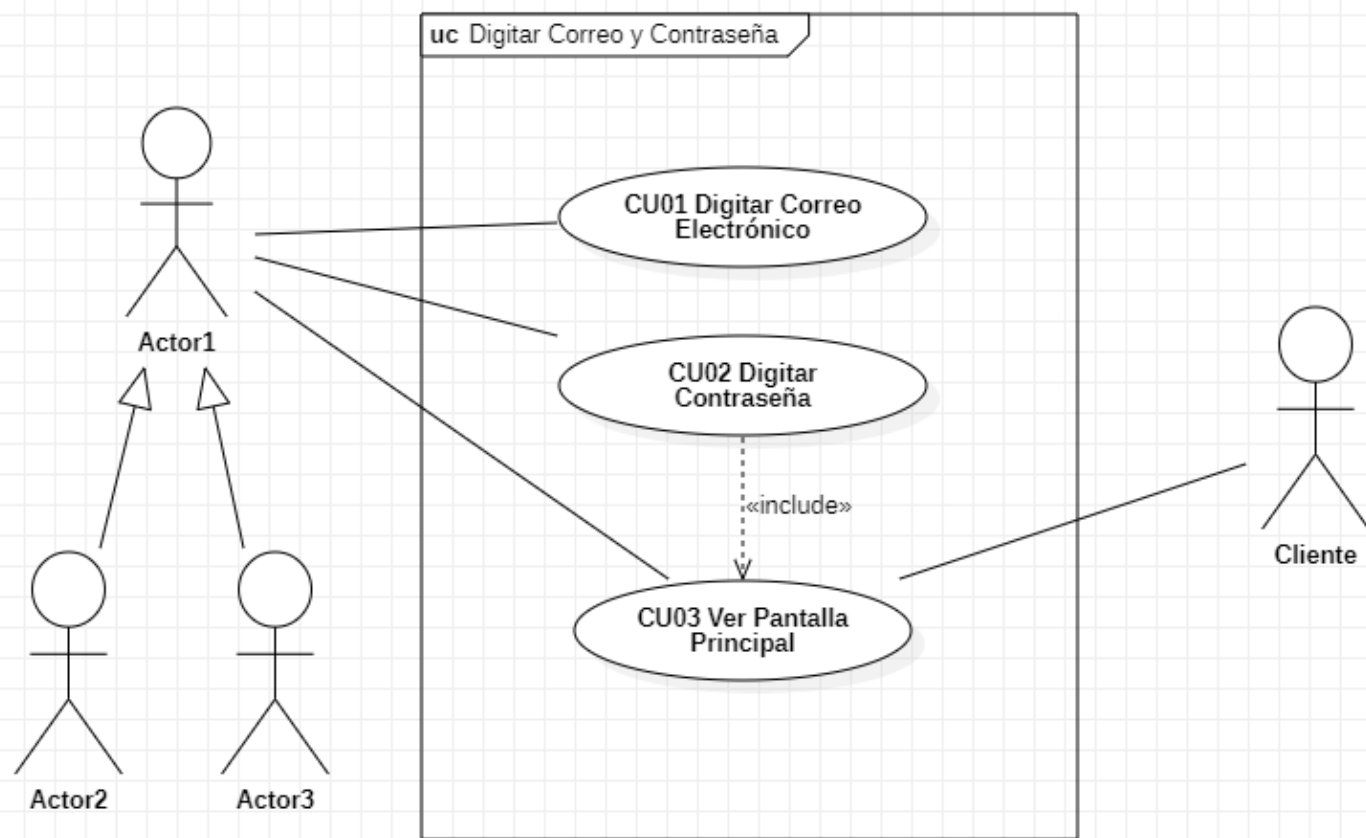 uc Digitar Correo y Contraseña
CU01 Digitar Correo
Electrónico
Actor1
CU02 Digitar
Contraseña
«include»
Cliente
CU03 Ver Pantalla
Principal
Actor2
Actor3